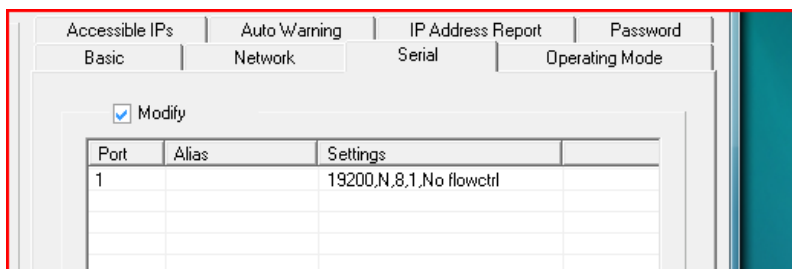 Accessible IPs Auto Warning IP Address Report Password
Basic Network Serial Operating Mode
Modify
Port Alias Settings
1 19200,N,8,1,No flowctrl